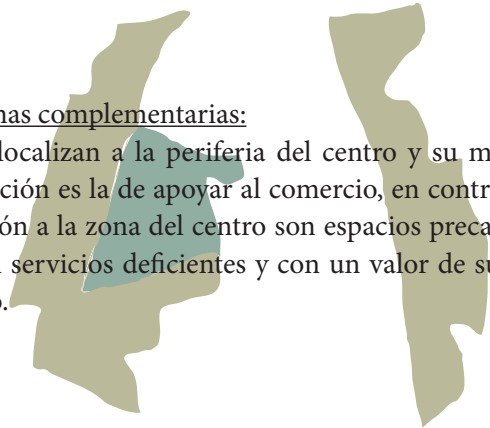 nas complementarias:
localizan a la periferia del centro y su m
ción es la de apoyar al comercio, en contr
ón a la zona del centro son espacios preca
n servicios deficientes y con un valor de su
o.